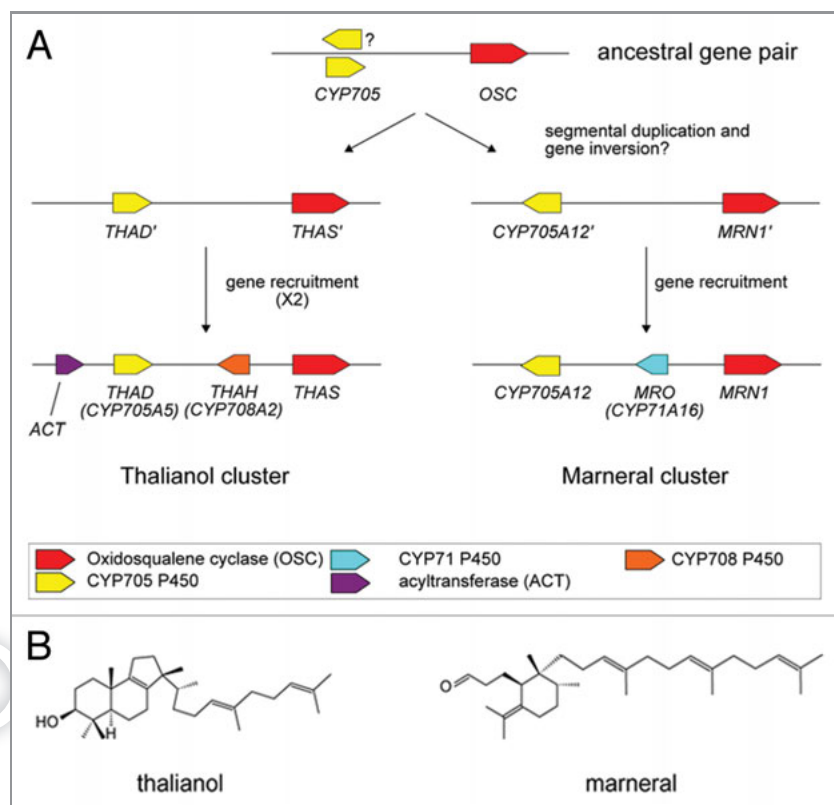 A
?
ancestral gene pair
CYP705 OSC
segmental duplication and
gene inversion?
THAD' THAS' CYP705A12' MRN1'
gene recruitment
(X2)
gene recruitment
THAD THAH THAS CYP705A12 MRO MRN1
(CYP705A5) (CYP708A2) (CYP71A16)
ACT
Thalianol cluster Marneral cluster
Oxidosqualene cyclase (OSC) CYP71 P450 CYP708 P450
CYP705 P450 acyltransferase (ACT)
B
O
HO
H
thalianol marneral